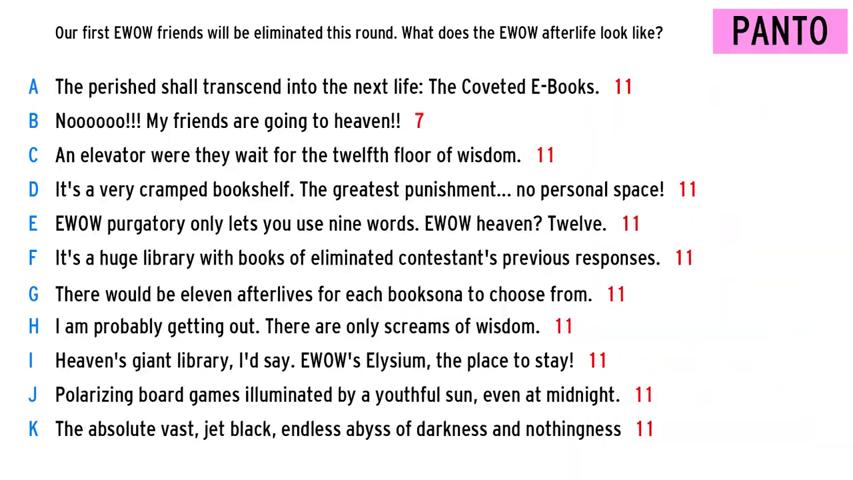 Our first EWOW friends will be eliminated this round. What does the EWOW afterlife look like?
PANTO
A The perished shall transcend into the next life: The Coveted E-Books. 11
B Noooooo!!! My friends are going to heaven!! 7
C An elevator were they wait for the twelfth floor of wisdom. 11
D It's a very cramped bookshelf. The greatest punishment... no personal space! 11
E EWOW purgatory only lets you use nine words. EWOW heaven? Twelve. 11
F It's a huge library with books of eliminated contestant's previous responses. 11
G There would be eleven afterlives for each booksona to choose from. 11
H I am probably getting out. There are only screams of wisdom. 11
I Heaven's giant library, I'd say. EWOW's Elysium, the place to stay! 11
J Polarizing board games illuminated by a youthful sun, even at midnight. 11
K The absolute vast, jet black, endless abyss of darkness and nothingness 11